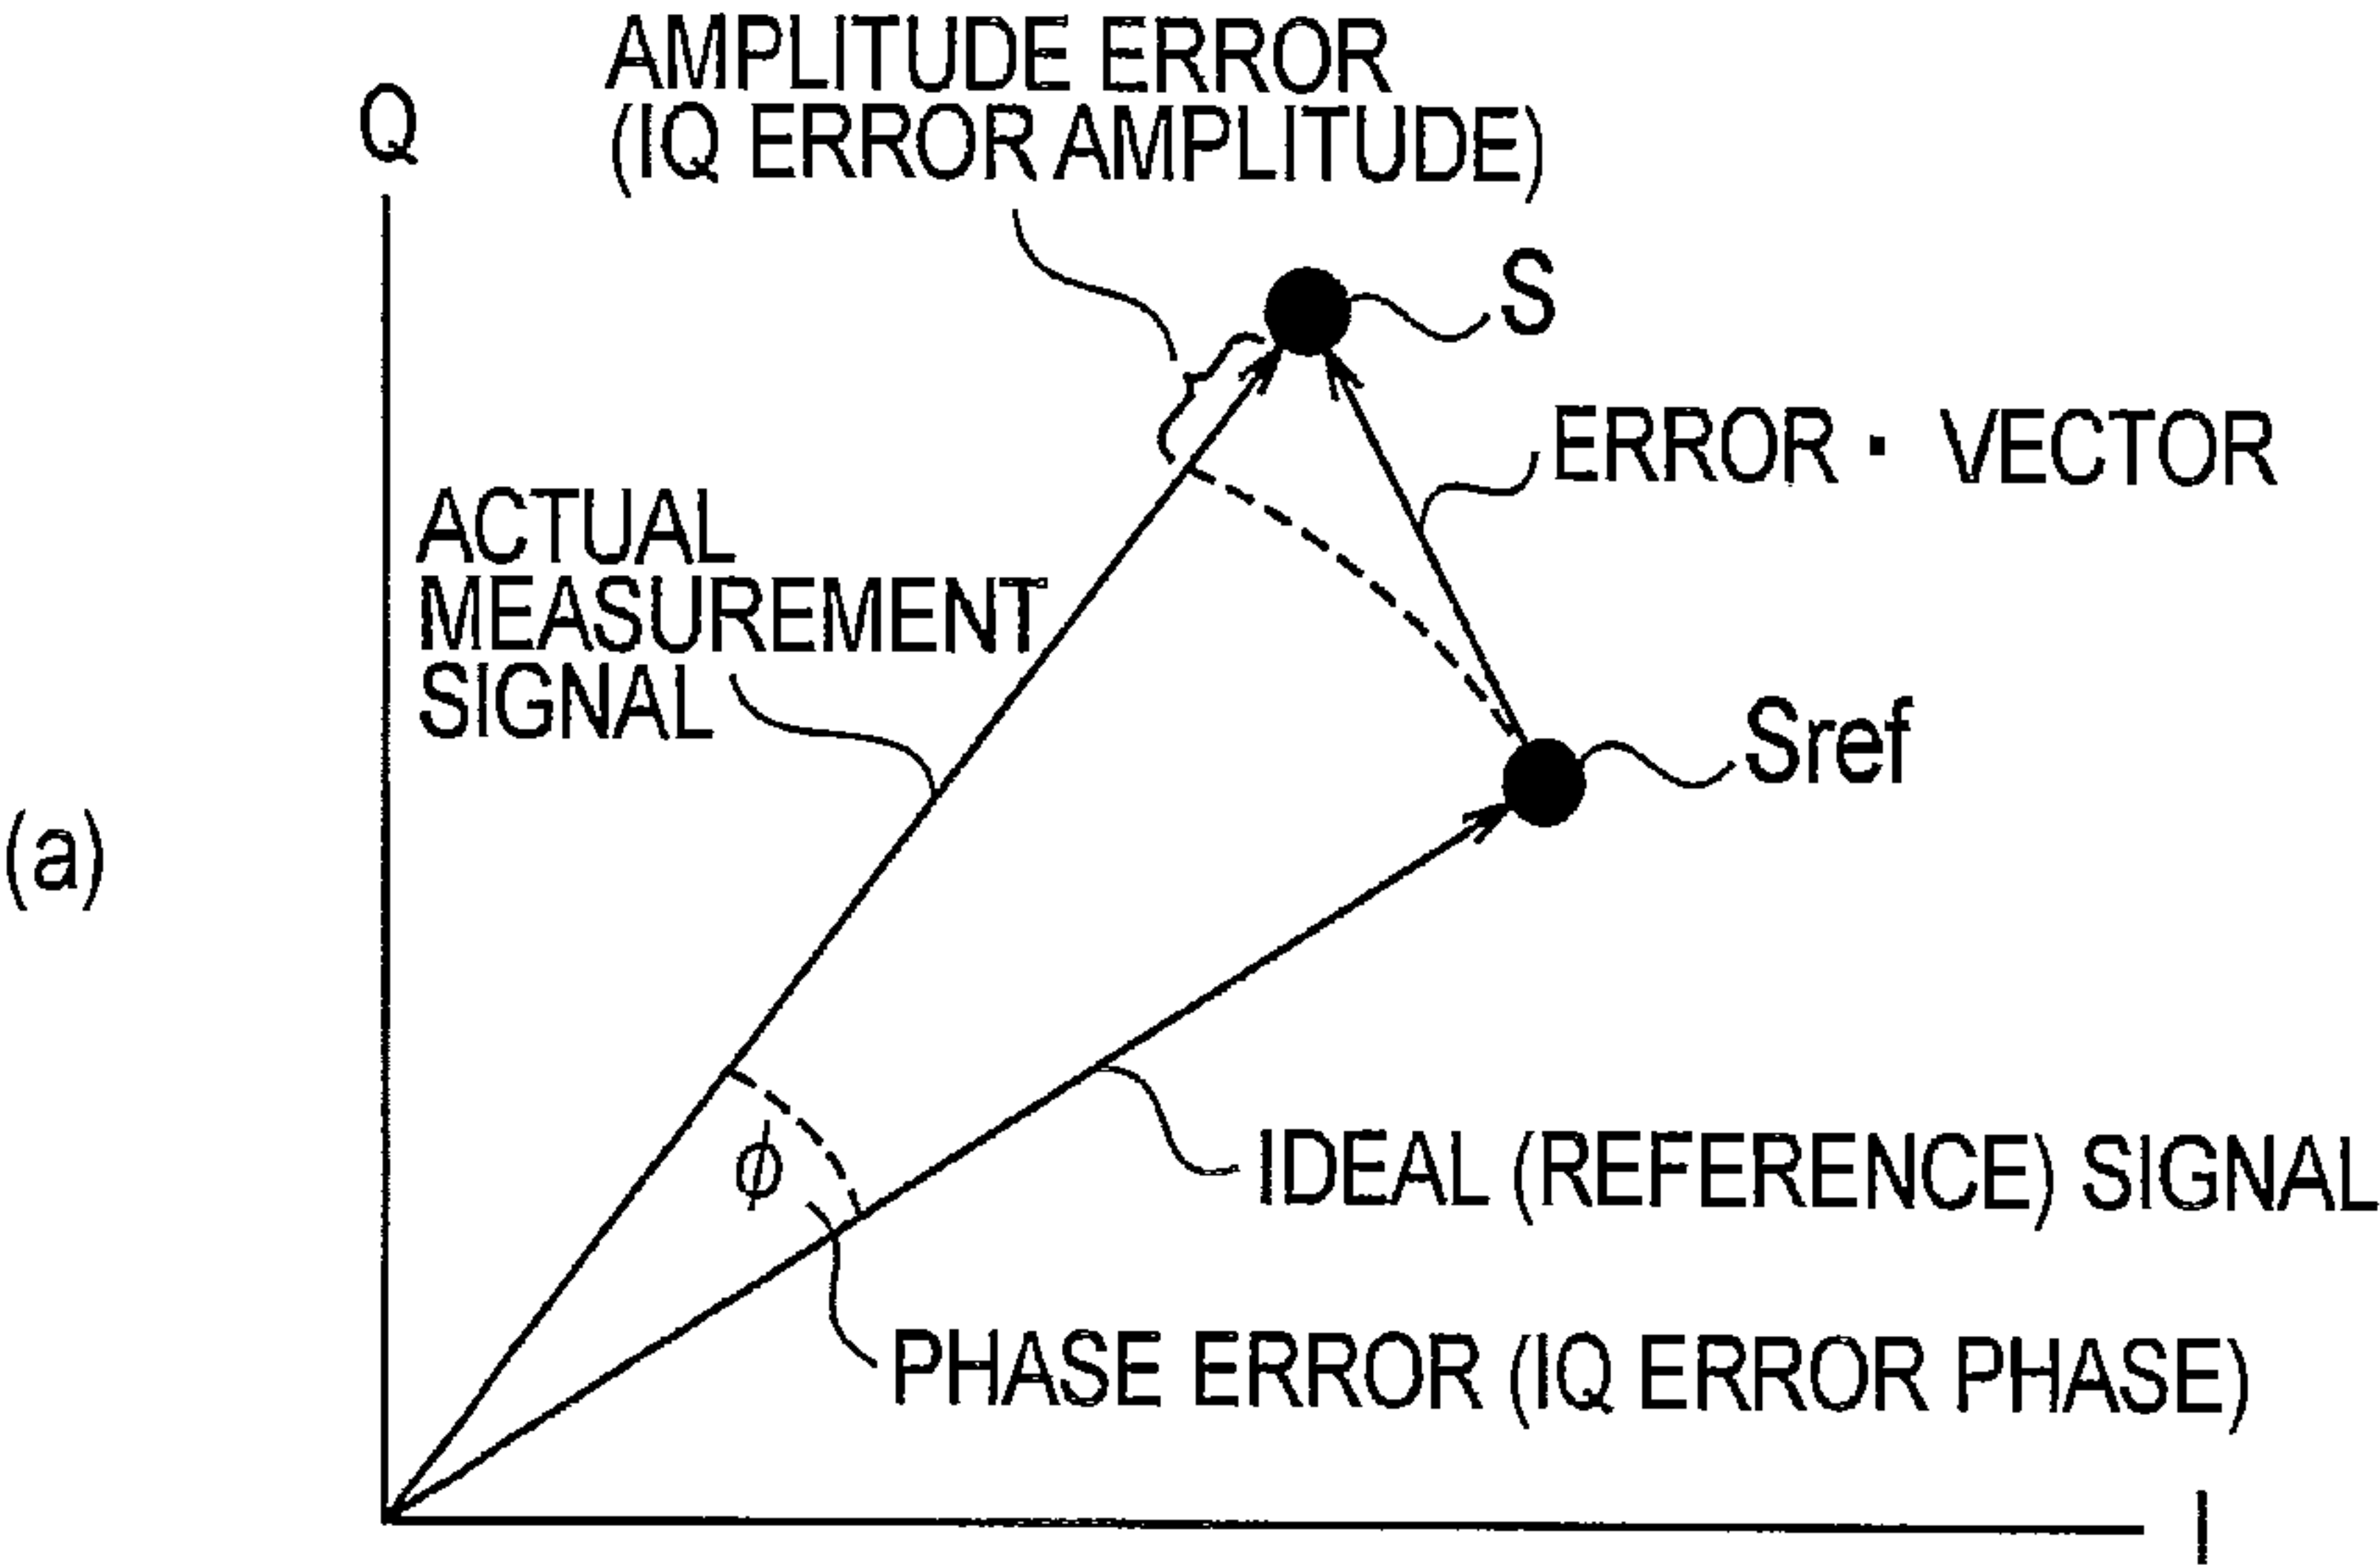 AMPLITUDE ERROR
(IQ ERROR AMPLITUDE)
Q
S
ERROR · VECTOR
ACTUAL
MEASUREMENT
SIGNAL
Sref
(a)
ϕ
IDEAL (REFERENCE) SIGNAL
PHASE ERROR (IQ ERROR PHASE)
I